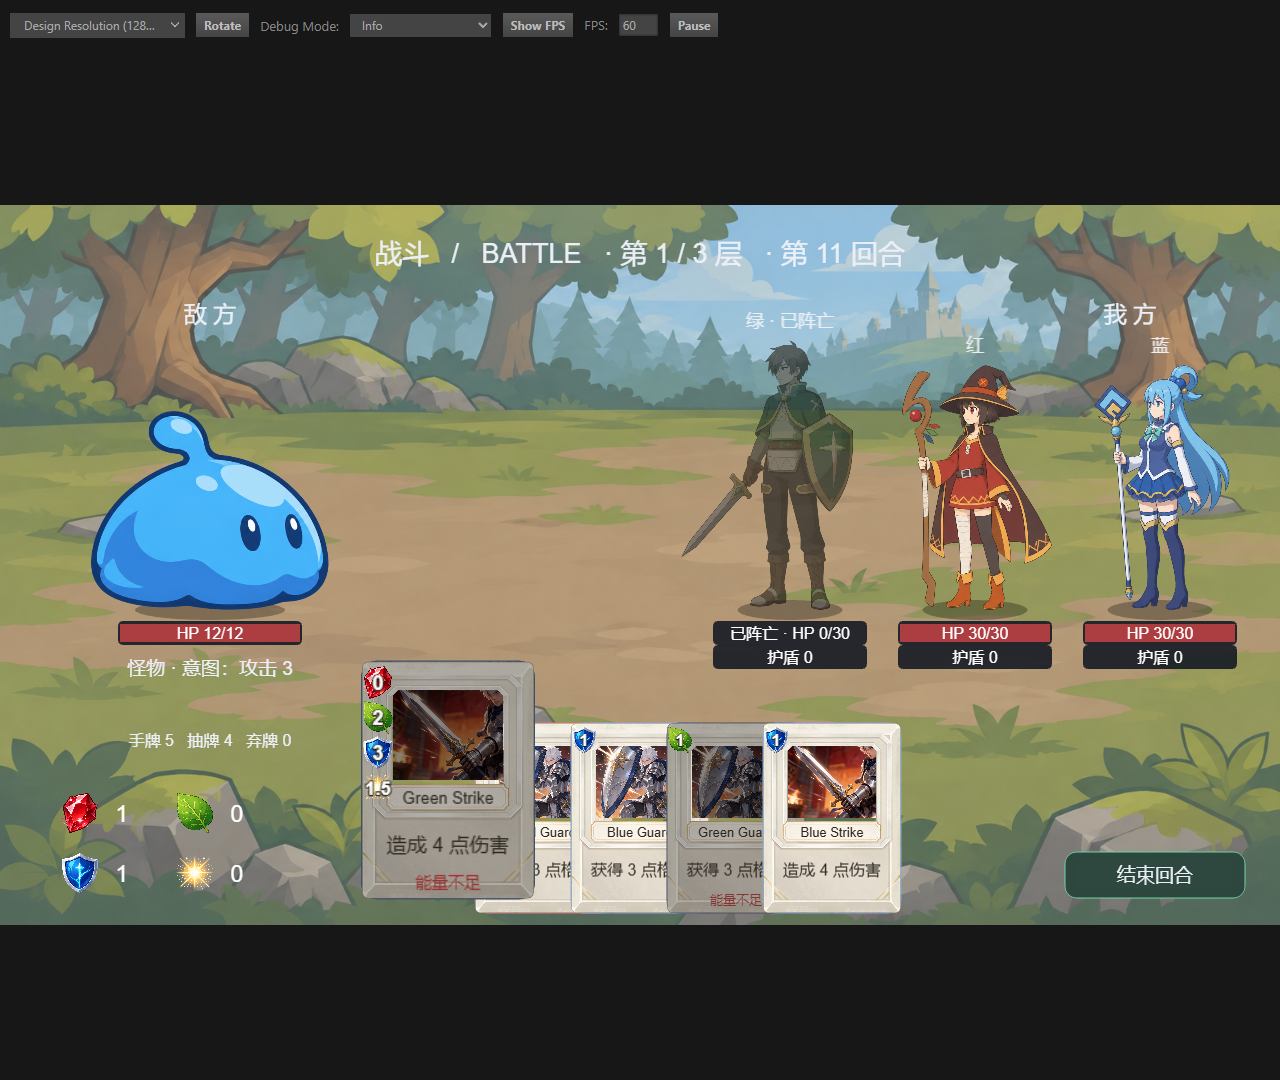 Design Resolution (128... Rotate Debug Mode: Info Show FPS FPS: 60 Pause
战斗 / BATTLE · 第 1 / 3 层 · 第 11 回合
敌方
绿 · 已阵亡
我方
红
蓝
HP 12/12
已阵亡 · HP 0/30
HP 30/30
HP 30/30
护盾 0
护盾 0
护盾 0
怪物 · 意图：攻击 3
手牌 5 抽牌 4 弃牌 0
1
0
1
0
0
2
3
1.5
Green Strike
造成 4 点伤害
能量不足
Guard
3 点格
1
Blue Guar
获得 3 点格
1
Green Gua
获得 3 点格
能量不足
1
Blue Strike
造成 4 点伤害
结束回合